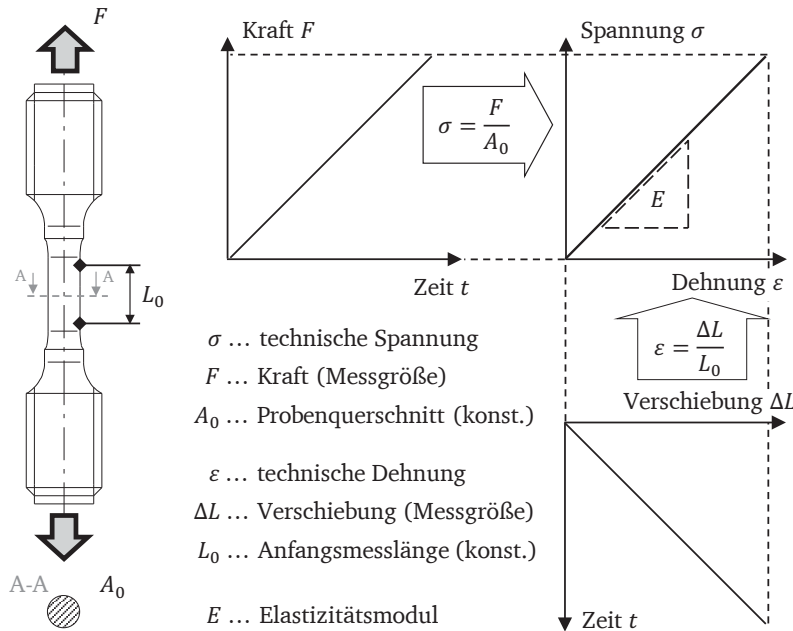 F
Kraft F
Spannung σ
σ = F / A₀
E
A
A
L₀
Zeit t
Dehnung ε
ε = ΔL / L₀
Verschiebung ΔL
σ … technische Spannung
F … Kraft (Messgröße)
A₀ … Probenquerschnitt (konst.)
ε … technische Dehnung
ΔL … Verschiebung (Messgröße)
L₀ … Anfangsmesslänge (konst.)
E … Elastizitätsmodul
A-A
A₀
Zeit t